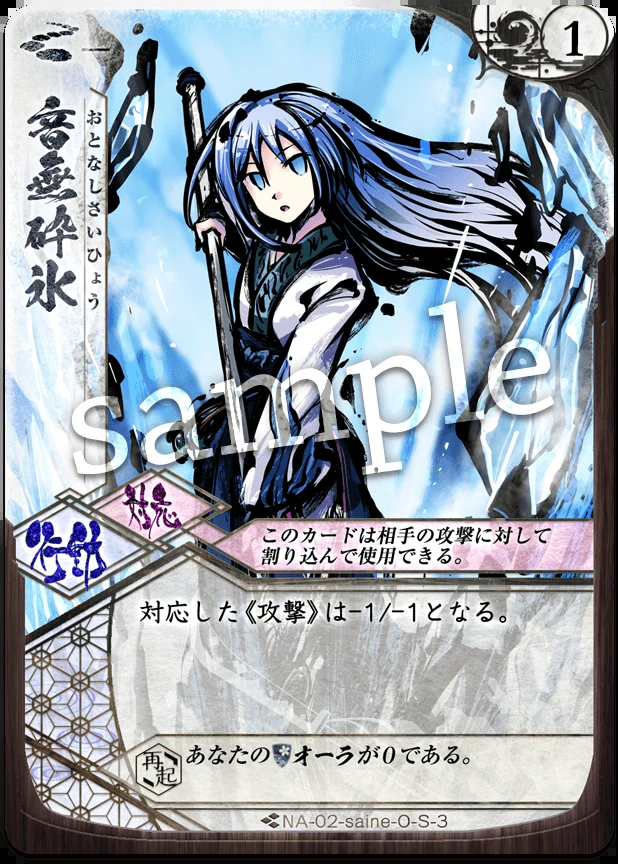 1
音無砕氷
おとなしさいひょう
sample
対応
行動
このカードは相手の攻撃に対して
割り込んで使用できる。
対応した《攻撃》は-1/-1となる。
再起
あなたのオーラが0である。
NA-02-saine-O-S-3